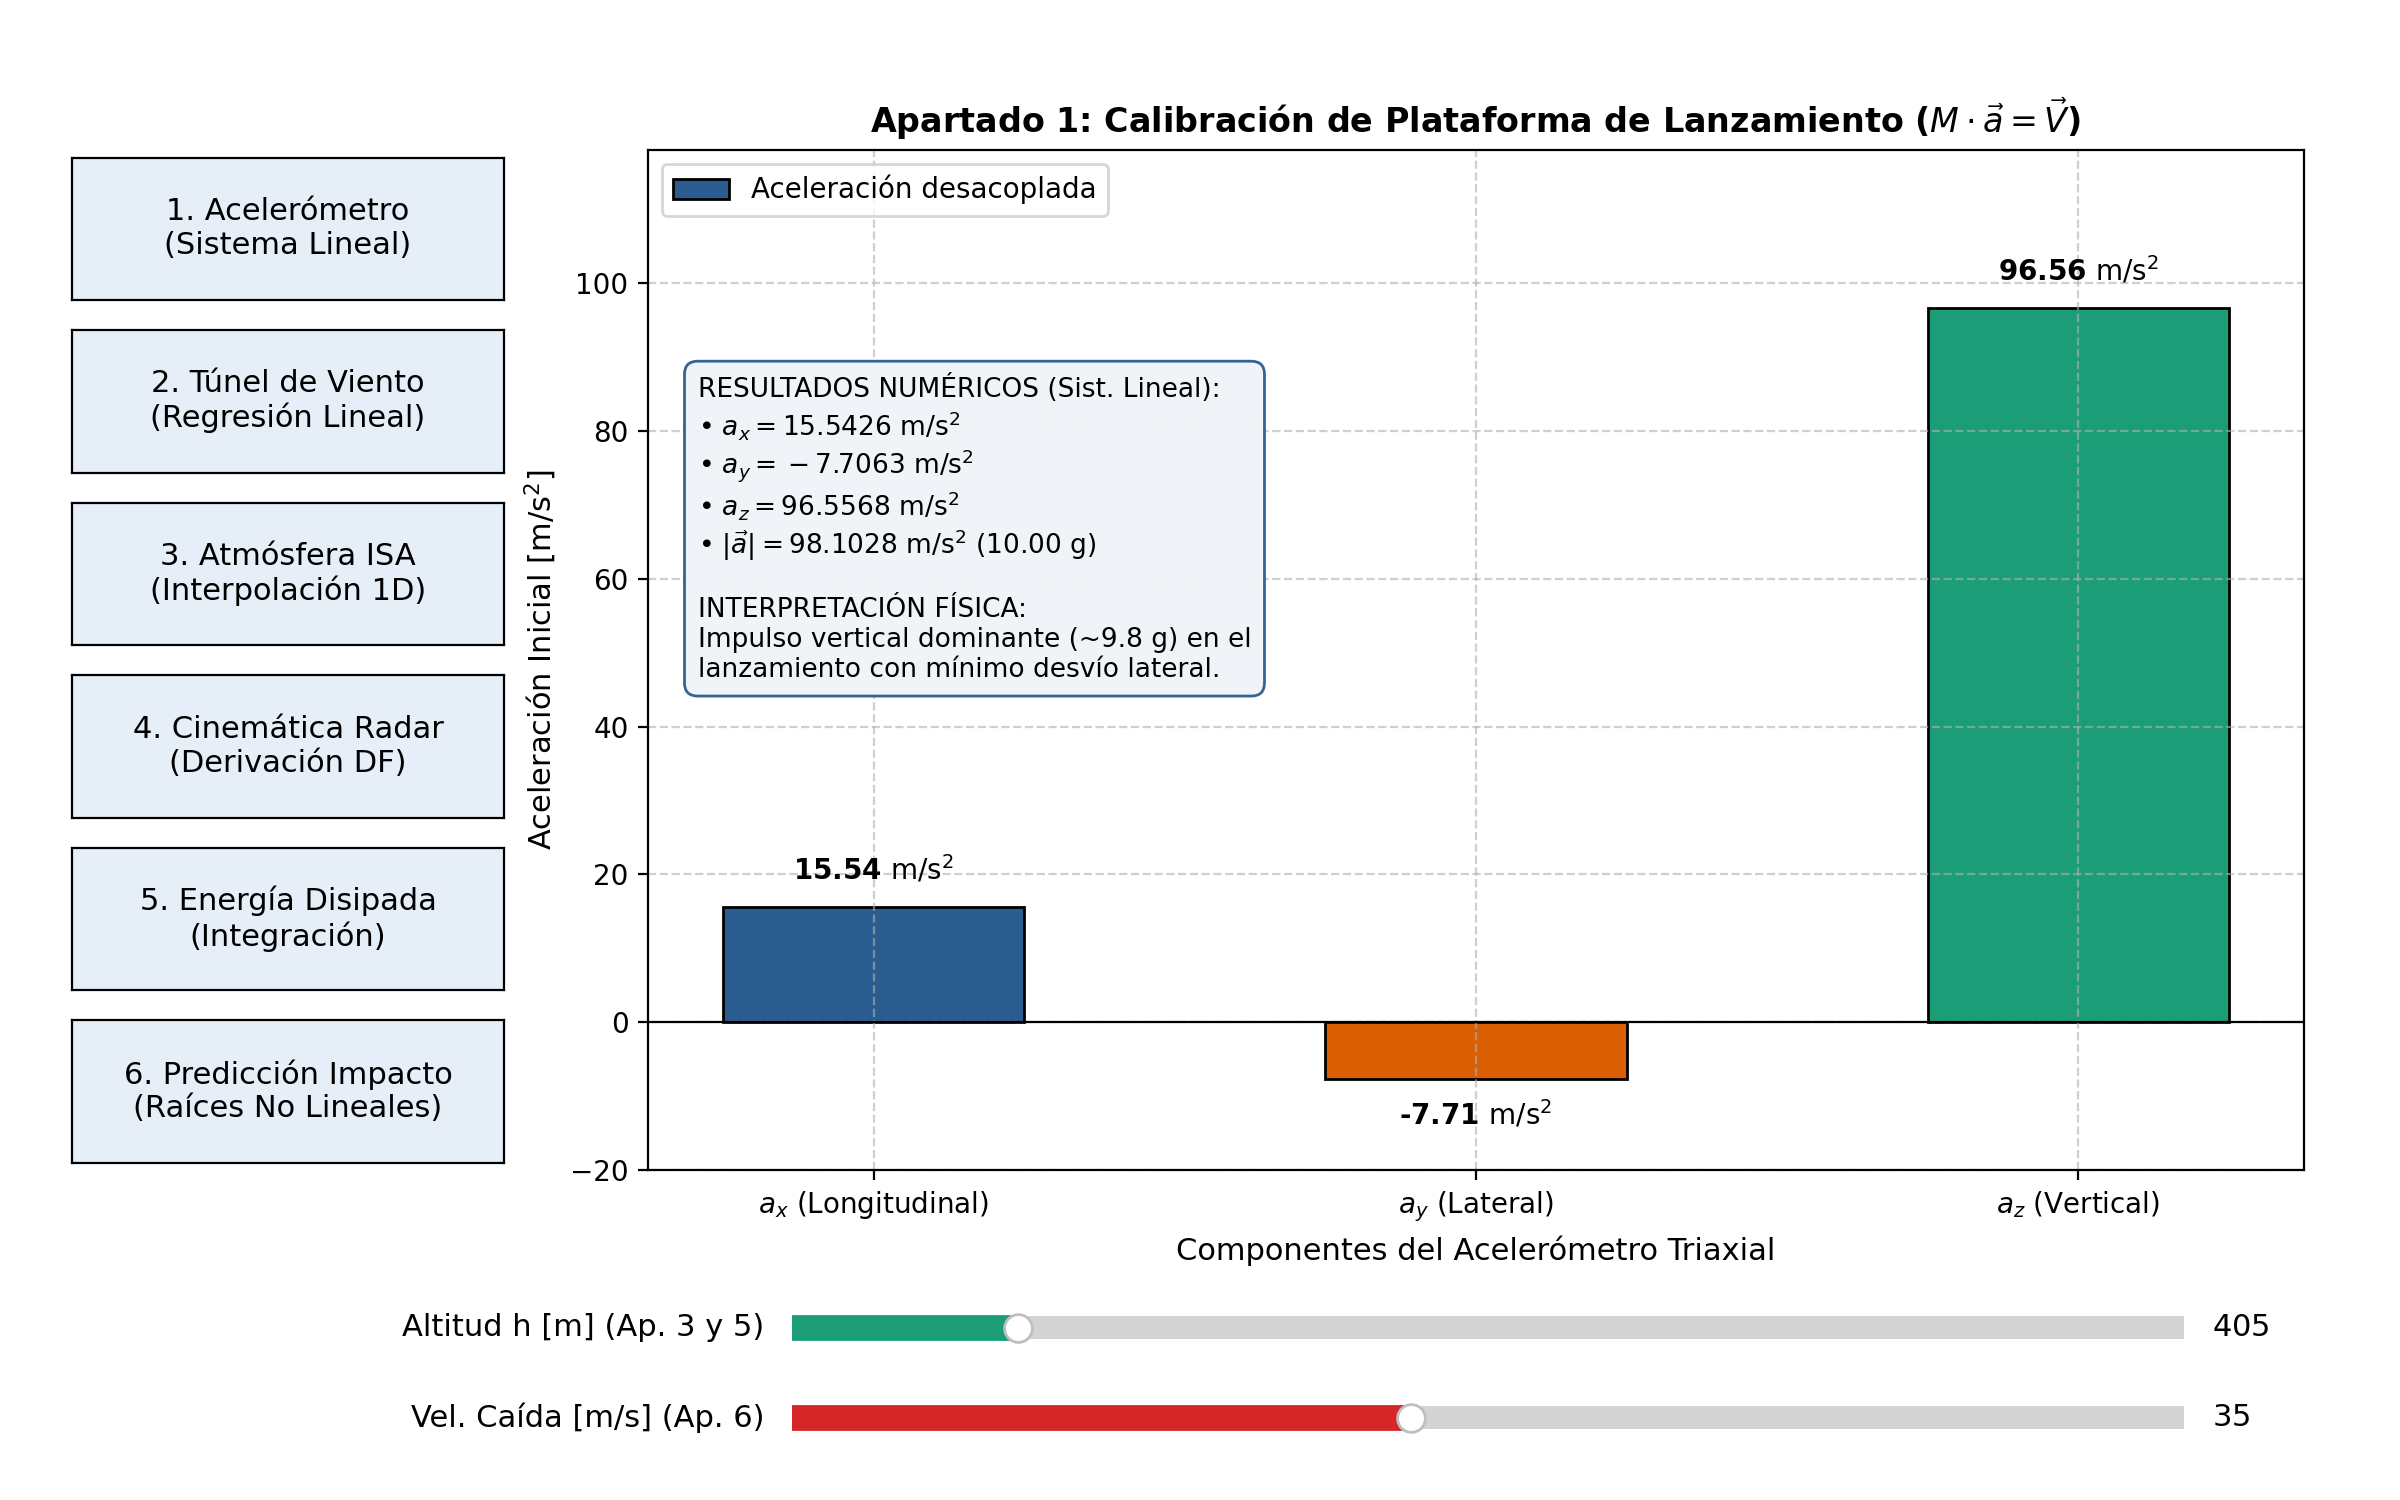 Apartado 1: Calibración de Plataforma de Lanzamiento (M · a⃗ = V⃗)
1. Acelerómetro
(Sistema Lineal)
2. Túnel de Viento
(Regresión Lineal)
3. Atmósfera ISA
(Interpolación 1D)
4. Cinemática Radar
(Derivación DF)
5. Energía Disipada
(Integración)
6. Predicción Impacto
(Raíces No Lineales)
Aceleración Inicial [m/s²]
100
80
60
40
20
0
−20
Aceleración desacoplada
RESULTADOS NUMÉRICOS (Sist. Lineal):
• aₓ = 15.5426 m/s²
• a_y = −7.7063 m/s²
• a_z = 96.5568 m/s²
• |a⃗| = 98.1028 m/s² (10.00 g)
INTERPRETACIÓN FÍSICA:
Impulso vertical dominante (~9.8 g) en el
lanzamiento con mínimo desvío lateral.
15.54 m/s²
-7.71 m/s²
96.56 m/s²
aₓ (Longitudinal)
a_y (Lateral)
a_z (Vertical)
Componentes del Acelerómetro Triaxial
Altitud h [m] (Ap. 3 y 5)
405
Vel. Caída [m/s] (Ap. 6)
35